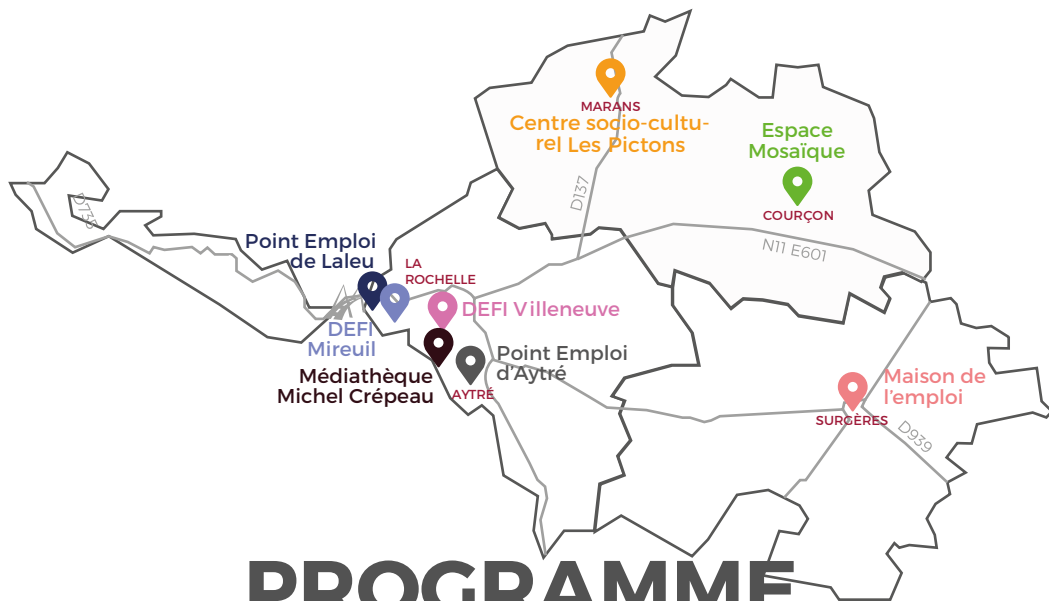 MARANS
Centre socio-cultu-
rel Les Pictons
Espace
Mosaïque
D137
COURÇON
D735
N11 E601
Point Emploi
de Laleu
LA
ROCHELLE
DEFI Villeneuve
DEFI
Mireuil
Point Emploi
d'Aytré
Médiathèque
Michel Crépeau
AYTRÉ
Maison de
l'emploi
SURGÈRES
D939
PROGRAMME